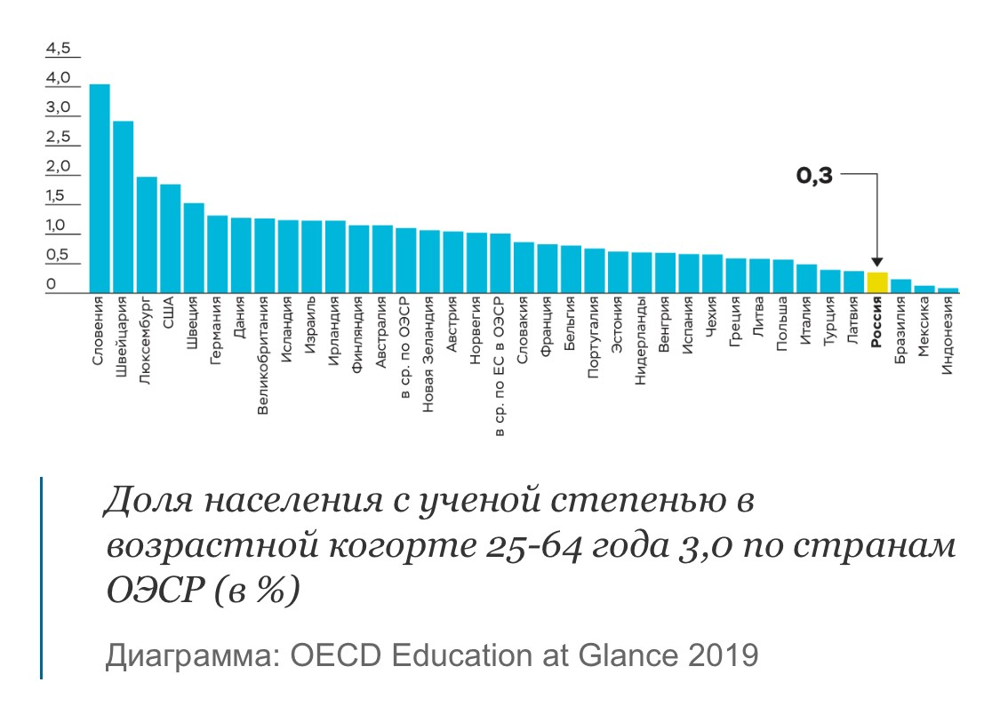 4,5
4,0
3,0
2,5
2,0
1,5
1,0
0,5
0
0,3
Словения
Швейцария
Люксембург
США
Швеция
Германия
Дания
Великобритания
Исландия
Израиль
Ирландия
Финляндия
Австралия
в ср. по ОЭСР
Новая Зеландия
Австрия
Норвегия
в ср. по ЕС в ОЭСР
Словакия
Франция
Бельгия
Португалия
Эстония
Нидерланды
Венгрия
Испания
Чехия
Греция
Литва
Польша
Италия
Турция
Латвия
Россия
Бразилия
Мексика
Индонезия
Доля населения с ученой степенью в
возрастной когорте 25-64 года 3,0 по странам
ОЭСР (в %)
Диаграмма: OECD Education at Glance 2019